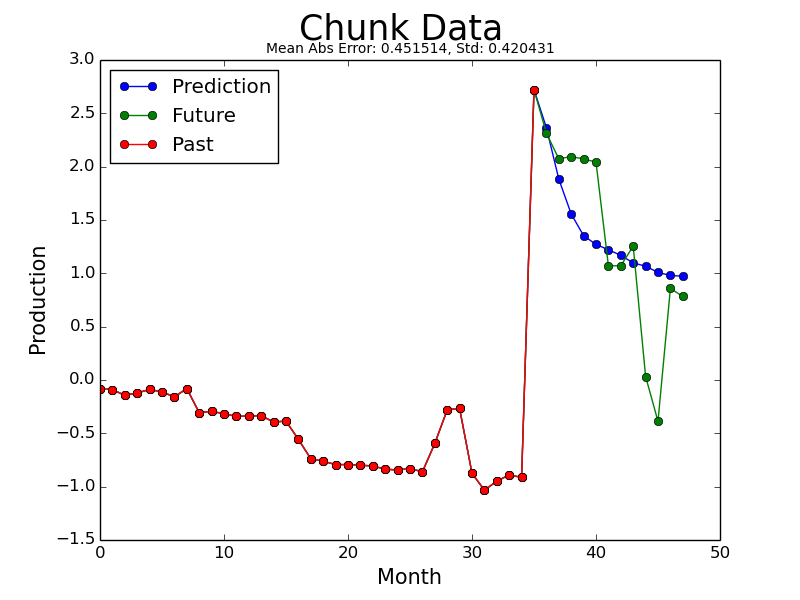 Chunk Data
Mean Abs Error: 0.451514, Std: 0.420431
3.0
2.5
2.0
1.5
1.0
0.5
0.0
−0.5
−1.0
−1.5
Prediction
Future
Past
Production
0 10 20 30 40 50
Month